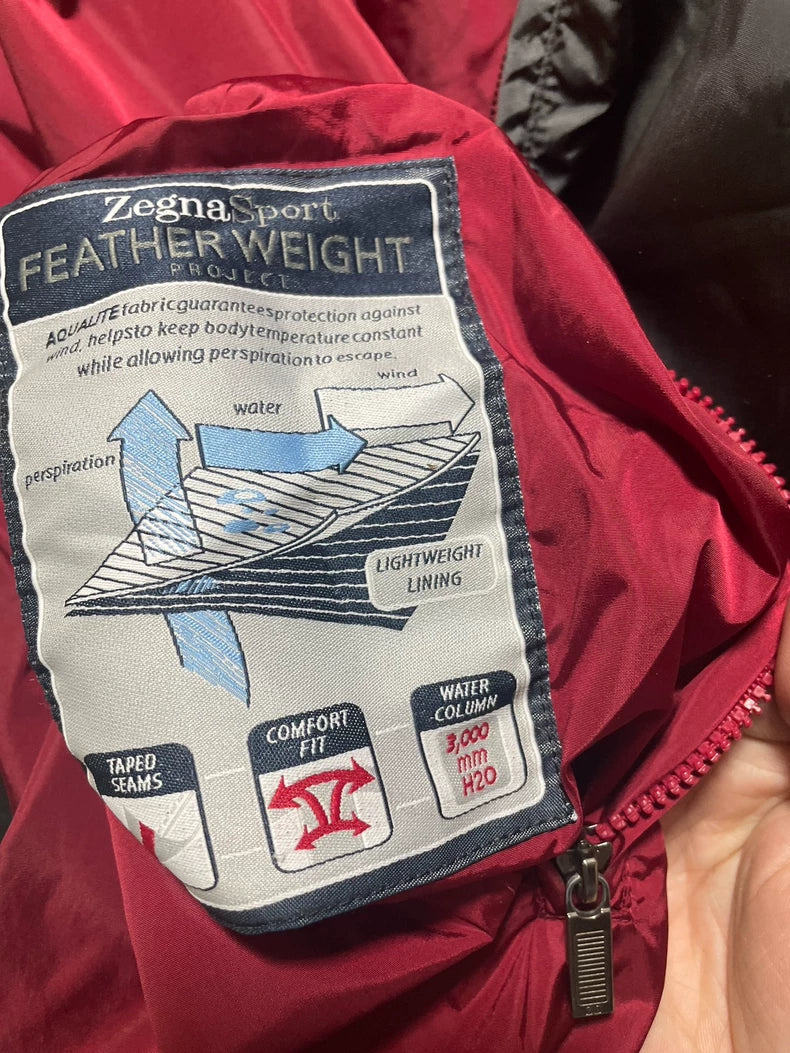 ZegnaSport
FEATHER WEIGHT
PROJECT
AQUALITE fabric guarantees protection against
wind, helps to keep body temperature constant
while allowing perspiration to escape.
wind
water
perspiration
LIGHTWEIGHT
LINING
TAPED
SEAMS
COMFORT
FIT
WATER
COLUMN
3,000
mm
H2O